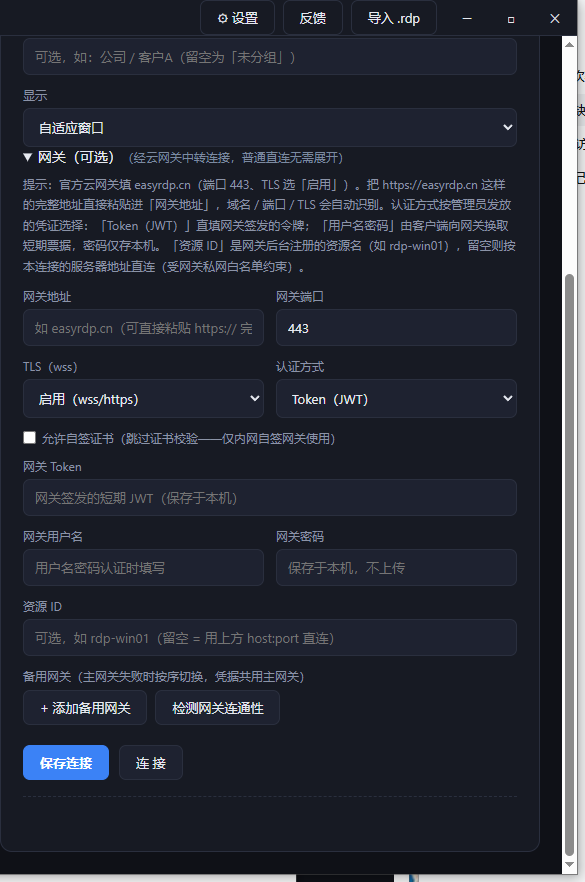 ⚙ 设置 反馈 导入 .rdp
可选，如：公司 / 客户A（留空为「未分组」）
显示
自适应窗口
▼ 网关（可选）（经云网关中转连接，普通直连无需展开）
提示：官方云网关填 easyrdp.cn（端口 443、TLS 选「启用」）。把 https://easyrdp.cn 这样
的完整地址直接粘贴进「网关地址」，域名 / 端口 / TLS 会自动识别。认证方式按管理员发放
的凭证选择：「Token（JWT）」直填网关签发的令牌；「用户名密码」由客户端向网关换取
短期票据，密码仅存本机。「资源 ID」是网关后台注册的资源名（如 rdp-win01），留空则按
本连接的服务器地址直连（受网关私网白名单约束）。
网关地址 网关端口
如 easyrdp.cn（可直接粘贴 https:// 完 443
TLS（wss） 认证方式
启用（wss/https） Token（JWT）
允许自签证书（跳过证书校验——仅内网自签网关使用）
网关 Token
网关签发的短期 JWT（保存于本机）
网关用户名 网关密码
用户名密码认证时填写 保存于本机，不上传
资源 ID
可选，如 rdp-win01（留空 = 用上方 host:port 直连）
备用网关（主网关失败时按序切换，凭据共用主网关）
+ 添加备用网关 检测网关连通性
保存连接 连 接